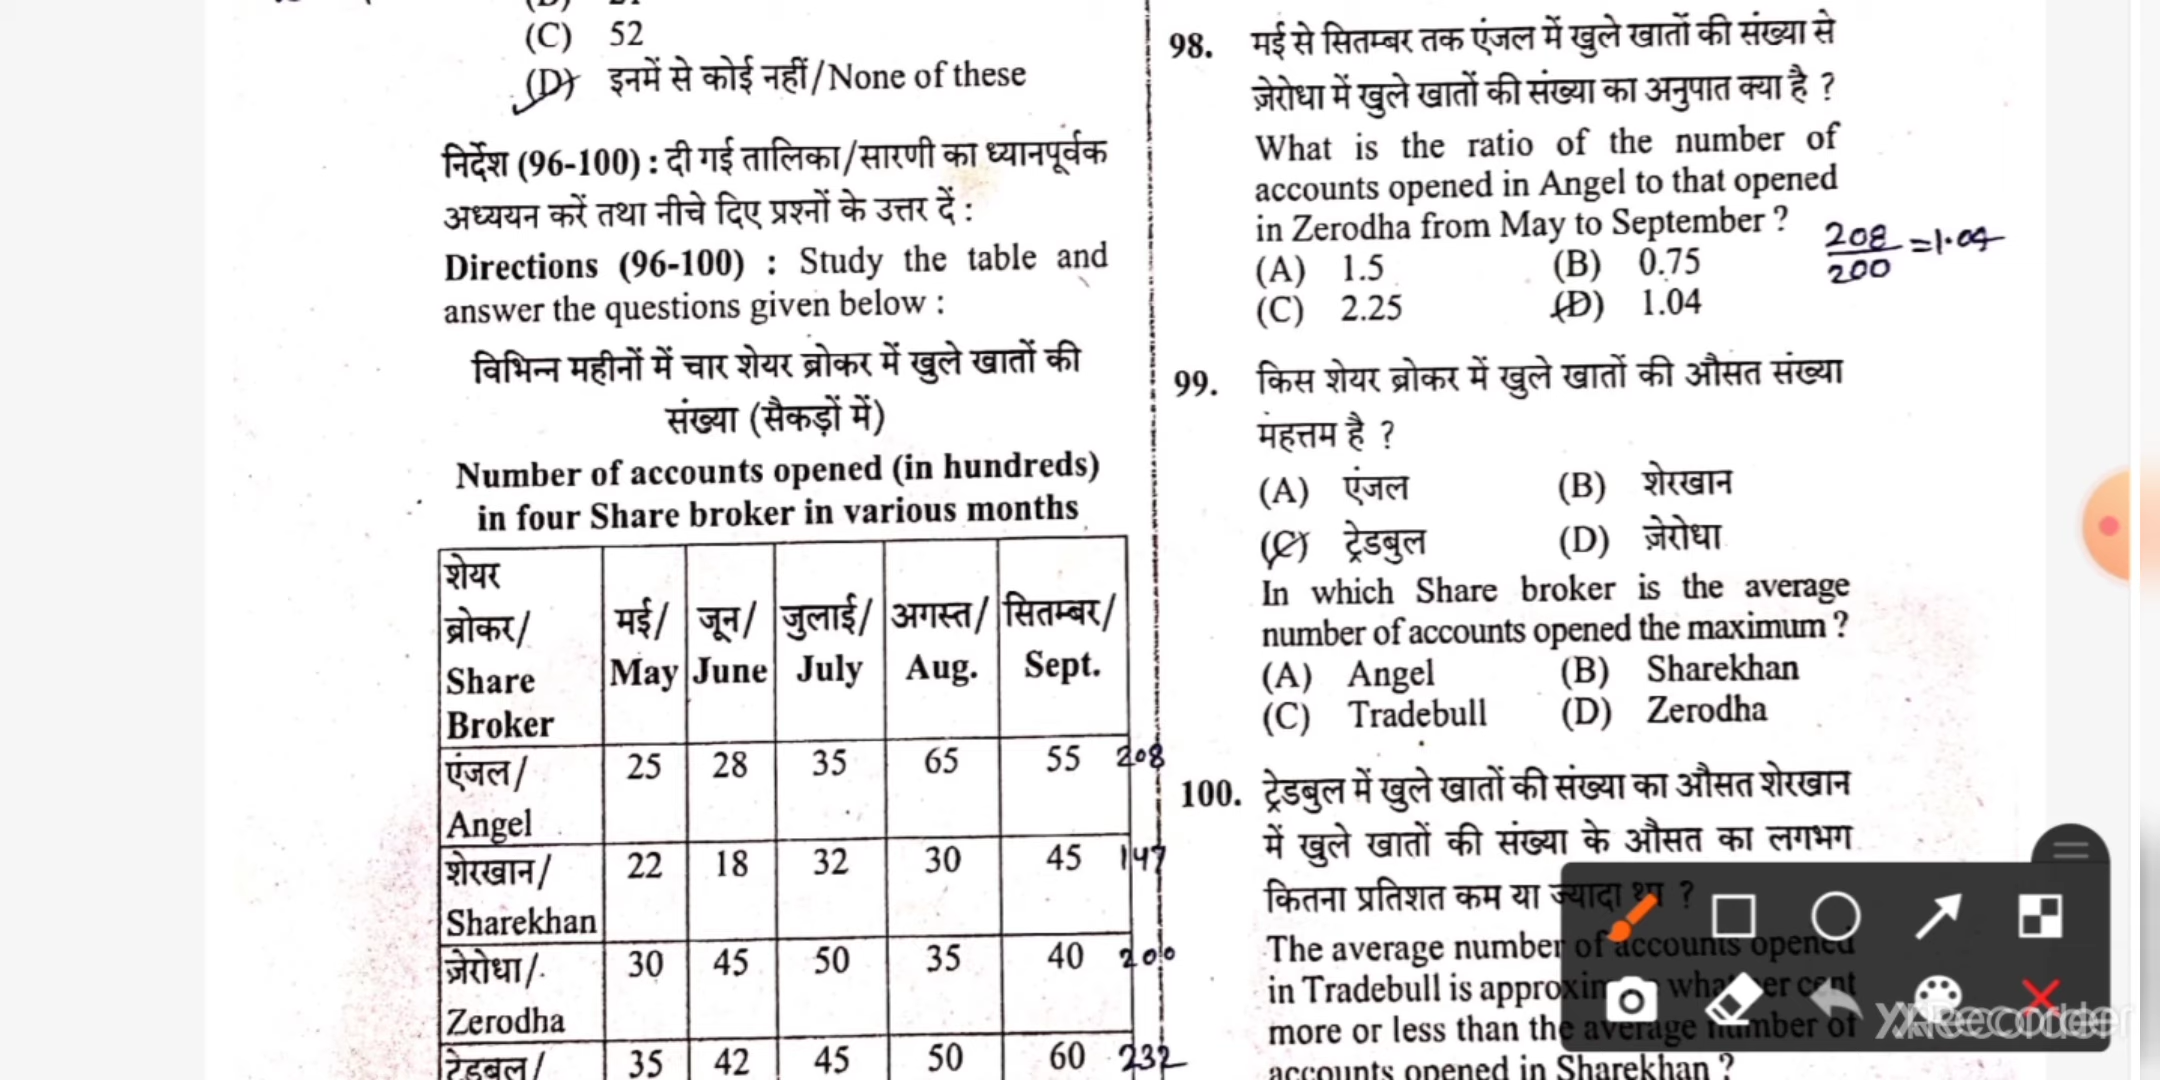 (C) 52
(D) इनमें से कोई नहीं/None of these
निर्देश (96-100) : दी गई तालिका/सारणी का ध्यानपूर्वक
अध्ययन करें तथा नीचे दिए प्रश्नों के उत्तर दें :
Directions (96-100) : Study the table and
answer the questions given below :
विभिन्न महीनों में चार शेयर ब्रोकर में खुले खातों की
संख्या (सैकड़ों में)
Number of accounts opened (in hundreds)
in four Share broker in various months
शेयर
ब्रोकर/
Share
Broker
मई/
May
जून/
June
जुलाई/
July
अगस्त/
Aug.
सितम्बर/
Sept.
एंजल/
Angel
25 28 35 65 55 208
शेरखान/
Sharekhan
22 18 32 30 45 147
ज़ेरोधा/
Zerodha
30 45 50 35 40 200
ट्रेडबुल/
35 42 45 50 60 232
98. मई से सितम्बर तक एंजल में खुले खातों की संख्या से
ज़ेरोधा में खुले खातों की संख्या का अनुपात क्या है ?
What is the ratio of the number of
accounts opened in Angel to that opened
in Zerodha from May to September ?
208
200
=1.04
(A) 1.5 (B) 0.75
(C) 2.25 (D) 1.04
99. किस शेयर ब्रोकर में खुले खातों की औसत संख्या
महत्तम है ?
(A) एंजल (B) शेरखान
(C) ट्रेडबुल (D) ज़ेरोधा
In which Share broker is the average
number of accounts opened the maximum ?
(A) Angel (B) Sharekhan
(C) Tradebull (D) Zerodha
100. ट्रेडबुल में खुले खातों की संख्या का औसत शेरखान
में खुले खातों की संख्या के औसत का लगभग
कितना प्रतिशत कम या ज्यादा था ?
The average number of accounts opened
in Tradebull is cent
more or less than the average number of
accounts opened in Sharekhan ?